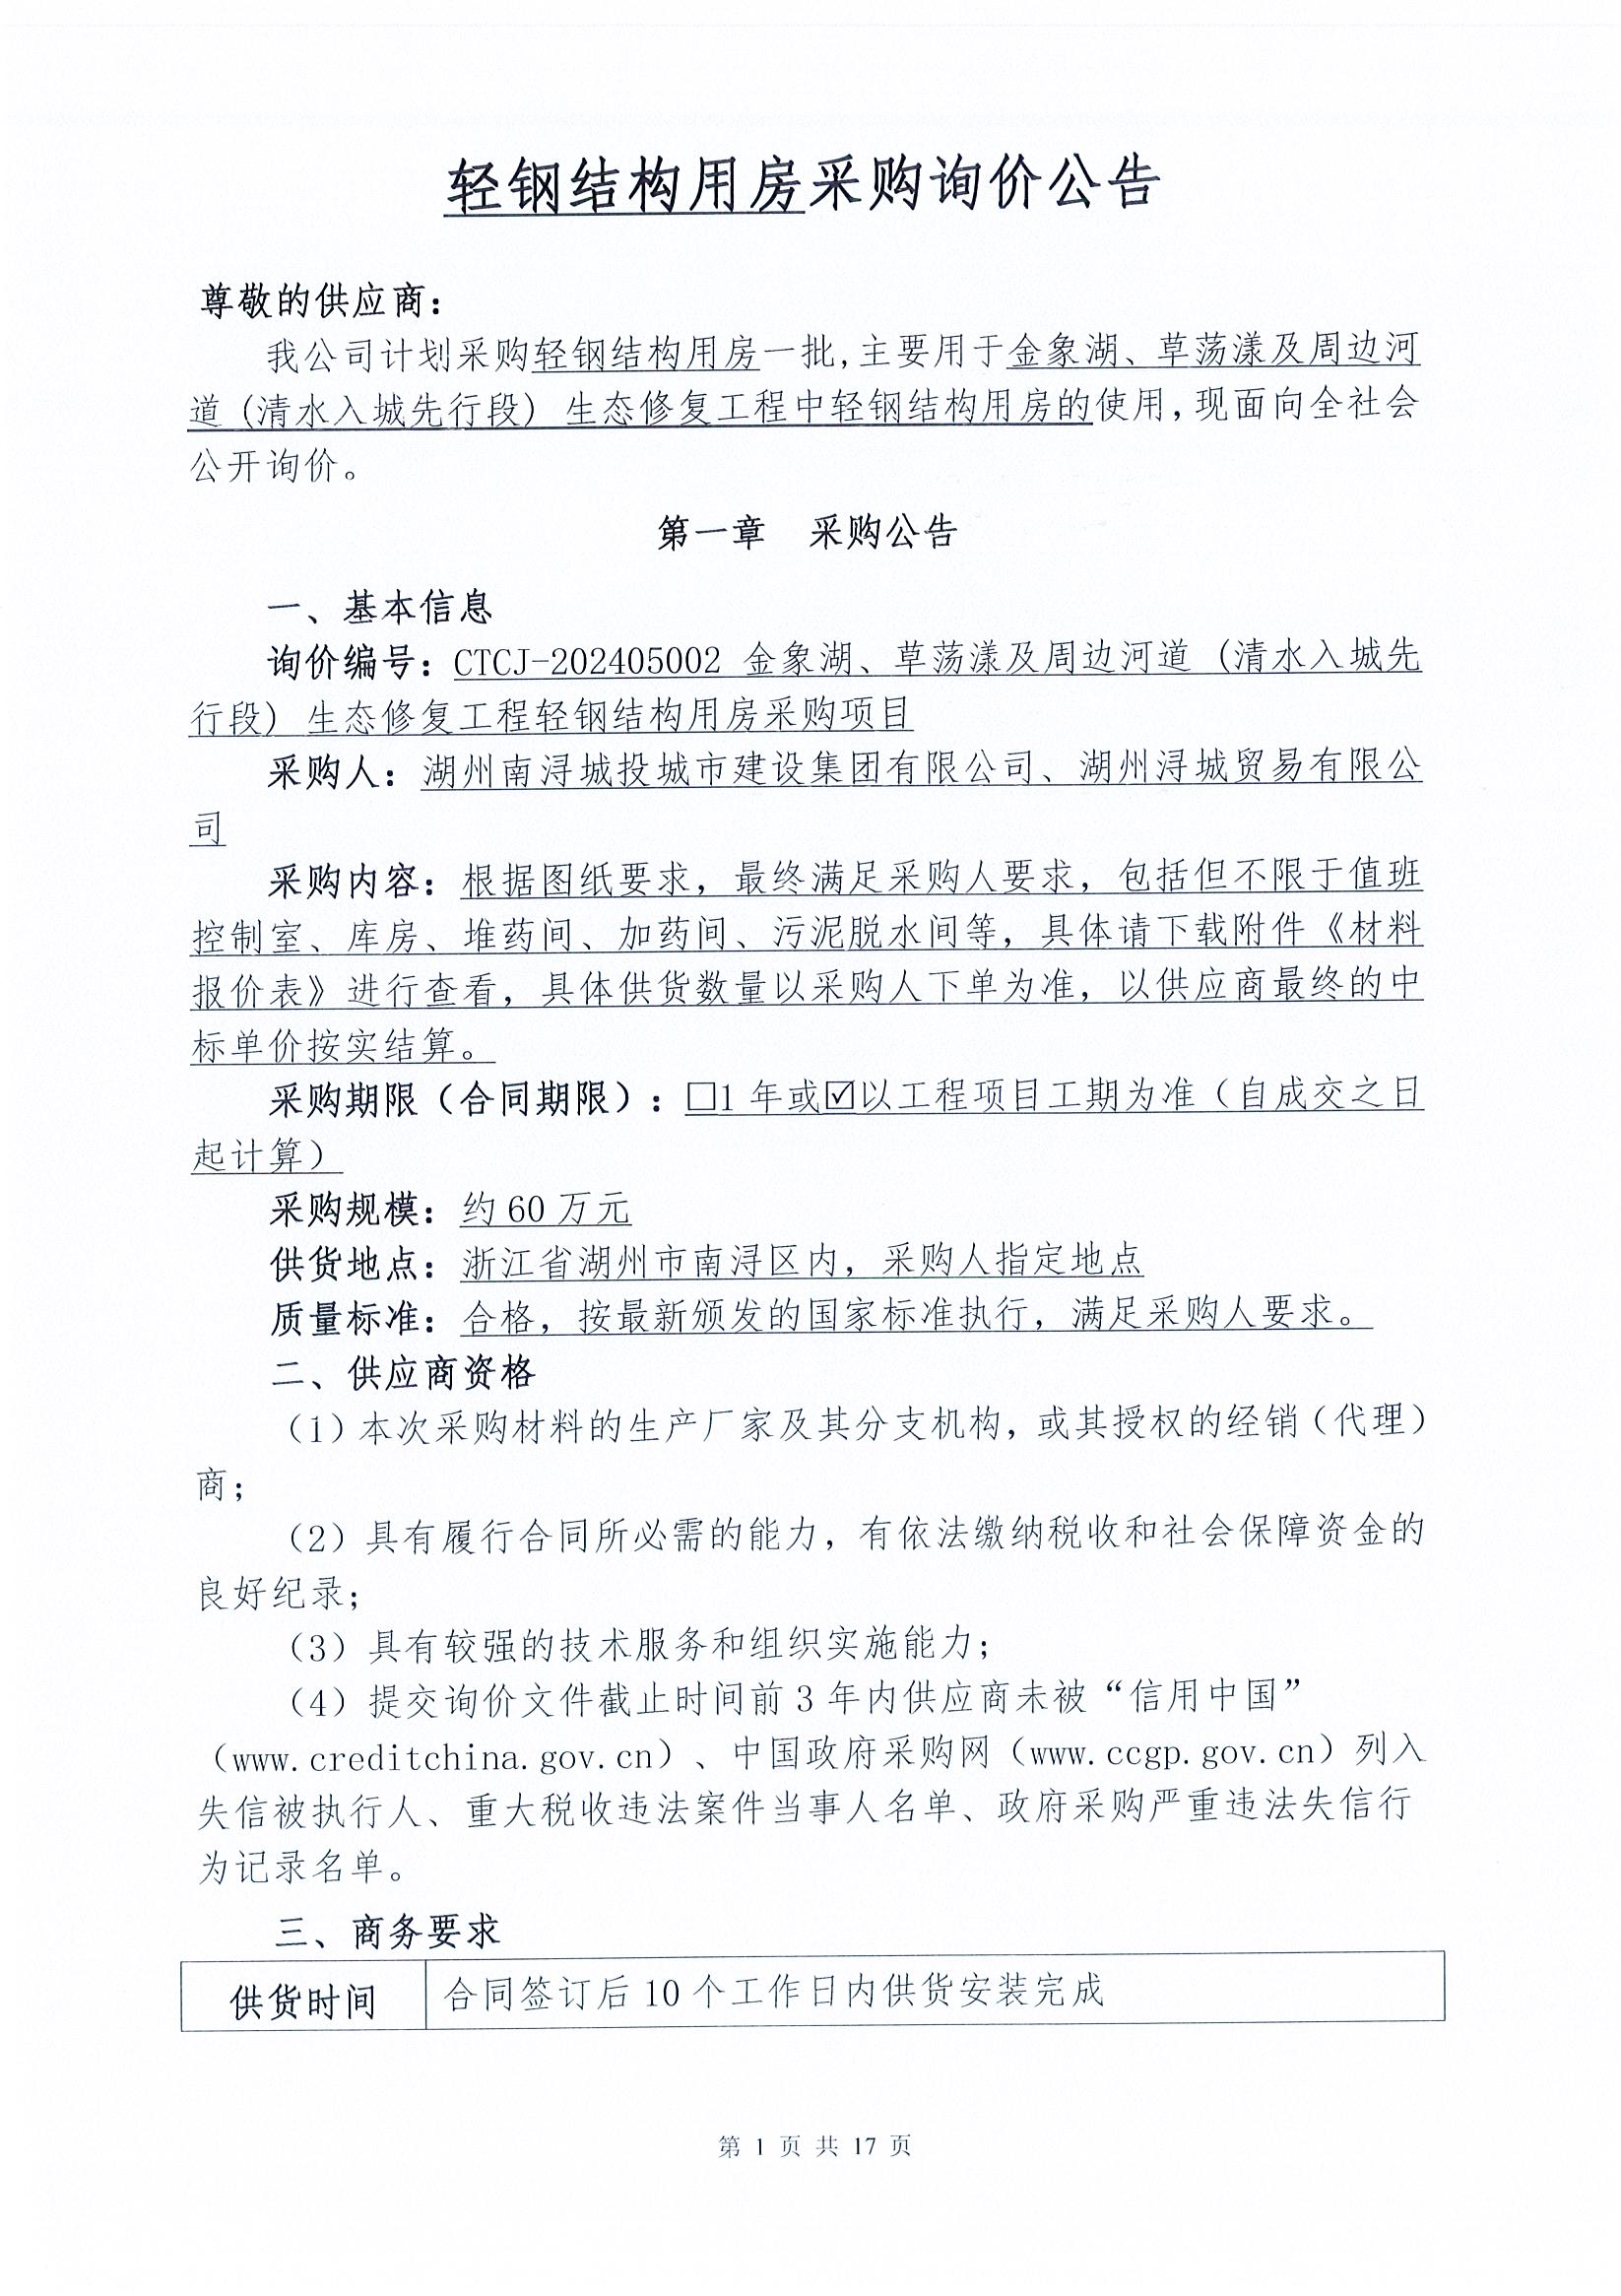 轻钢结构用房采购询价公告
尊敬的供应商：
我公司计划采购轻钢结构用房一批,主要用于金象湖、草荡漾及周边河
道(清水入城先行段) 生态修复工程中轻钢结构用房的使用,现面向全社会
公开询价。
第一章 采购公告
一、基本信息
询价编号：CTCJ-202405002 金象湖、草荡漾及周边河道 (清水入城先
行段) 生态修复工程轻钢结构用房采购项目
采购人：湖州南浔城投城市建设集团有限公司、湖州浔城贸易有限公
司
采购内容：根据图纸要求，最终满足采购人要求，包括但不限于值班
控制室、库房、堆药间、加药间、污泥脱水间等，具体请下载附件《材料
报价表》进行查看，具体供货数量以采购人下单为准，以供应商最终的中
标单价按实结算。
采购期限（合同期限）：□1 年或☑以工程项目工期为准（自成交之日
起计算）
采购规模：约 60 万元
供货地点：浙江省湖州市南浔区内，采购人指定地点
质量标准：合格，按最新颁发的国家标准执行，满足采购人要求。
二、供应商资格
（1）本次采购材料的生产厂家及其分支机构，或其授权的经销（代理）
商；
（2）具有履行合同所必需的能力，有依法缴纳税收和社会保障资金的
良好纪录；
（3）具有较强的技术服务和组织实施能力；
（4）提交询价文件截止时间前 3 年内供应商未被“信用中国”
（www.creditchina.gov.cn）、中国政府采购网（www.ccgp.gov.cn）列入
失信被执行人、重大税收违法案件当事人名单、政府采购严重违法失信行
为记录名单。
三、商务要求
供货时间 合同签订后 10 个工作日内供货安装完成
第 1 页 共 17 页